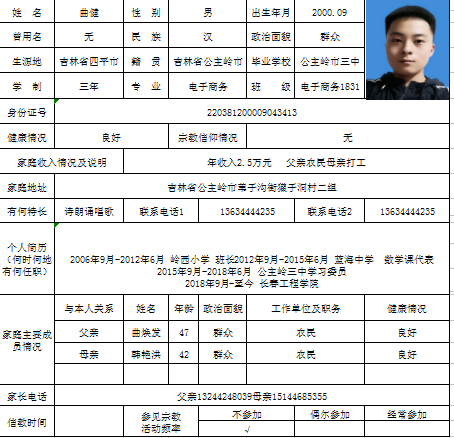 姓 名 曲健 性 别 男 出生年月 2000.09
曾用名 无 民 族 汉 政治面貌 群众
生源地 吉林省四平市 籍 贯 吉林省公主岭市 毕业学校 公主岭市三中
学 制 三年 专 业 电子商务 班 级 电子商务1831
身份证号 220381200009043413
健康情况 良好 宗教信仰情况 无
家庭收入情况及说明 年收入2.5万元 父亲农民母亲打工
家庭地址 吉林省公主岭市苇子沟街獾子洞村二组
有何特长 诗朗诵唱歌 联系电话1 13634444235 联系电话2 13634444235
个人简历
(何时何地
有何任职)
2006年9月-2012年6月 岭西小学 班长2012年9月-2015年6月 蓝海中学 数学课代表
2015年9月-2018年6月 公主岭三中学习委员
2018年9月-至今 长春工程学院
家庭主要成
员情况
与本人关系 姓名 年龄 政治面貌 工作单位及职务 健康情况
父亲 曲焕发 47 群众 农民 良好
母亲 韩艳洪 42 群众 农民 良好
家长电话 父亲13244248039母亲15144685355
信教时间 参见宗教
活动频率 不参加 偶尔参加 经常参加
√